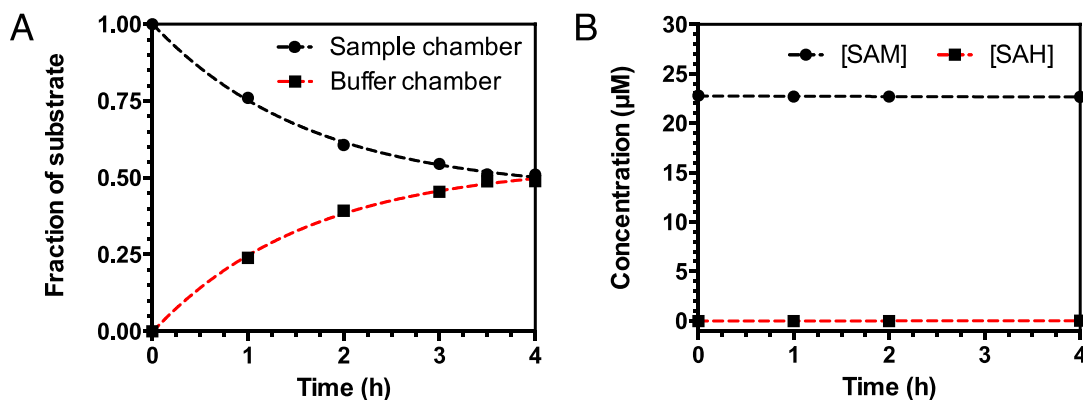 A
Fraction of substrate
1.00
0.75
0.50
0.25
0.00
Sample chamber
Buffer chamber
0 1 2 3 4
Time (h)
B
Concentration (µM)
30
25
20
15
10
5
0
[SAM] [SAH]
0 1 2 3 4
Time (h)